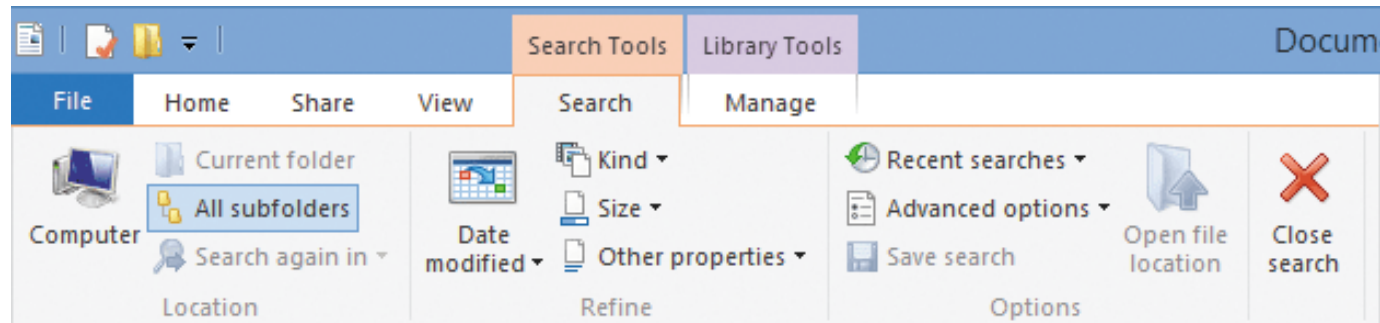 Search Tools Library Tools Docum
File Home Share View Search Manage
Computer
Current folder
All subfolders
Search again in
Location
Date
modified
Kind
Size
Other properties
Refine
Recent searches
Advanced options
Save search
Open file
location
Options
Close
search